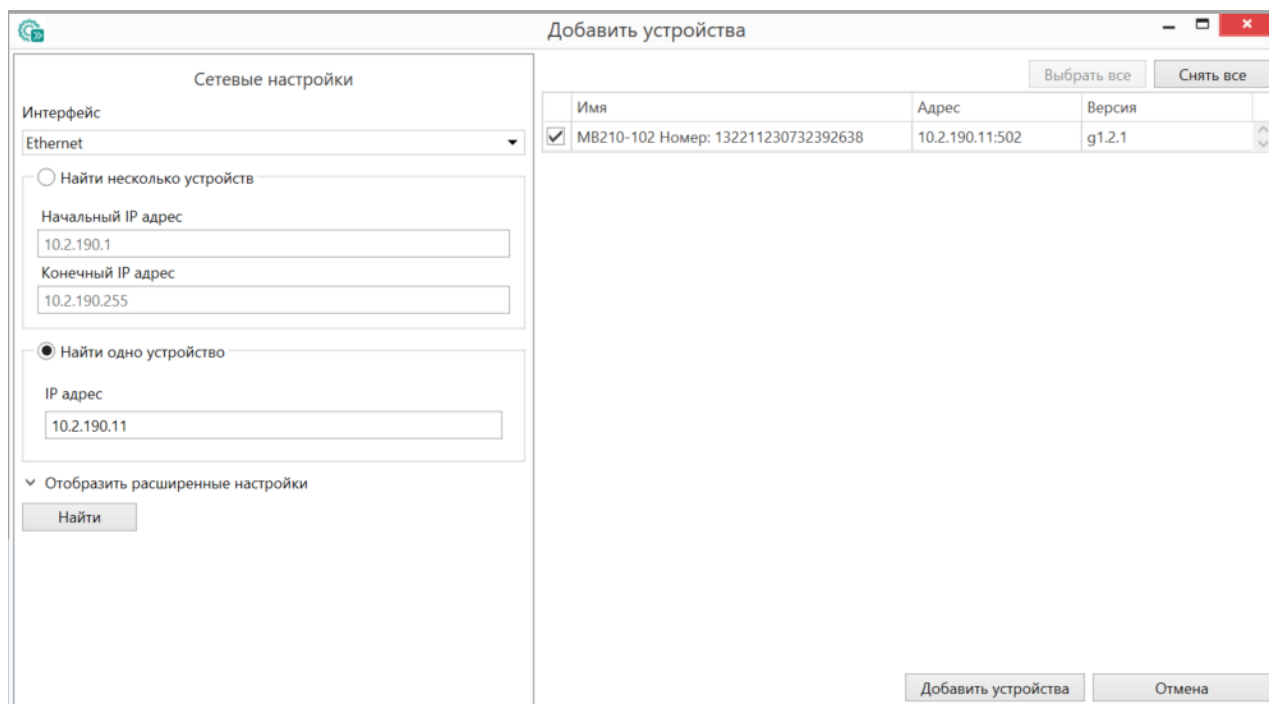 Добавить устройства
Сетевые настройки
Интерфейс
Ethernet
Найти несколько устройств
Начальный IP адрес
10.2.190.1
Конечный IP адрес
10.2.190.255
Найти одно устройство
IP адрес
10.2.190.11
Отобразить расширенные настройки
Найти
Выбрать все Снять все
Имя Адрес Версия
МВ210-102 Номер: 132211230732392638 10.2.190.11:502 g1.2.1
Добавить устройства Отмена